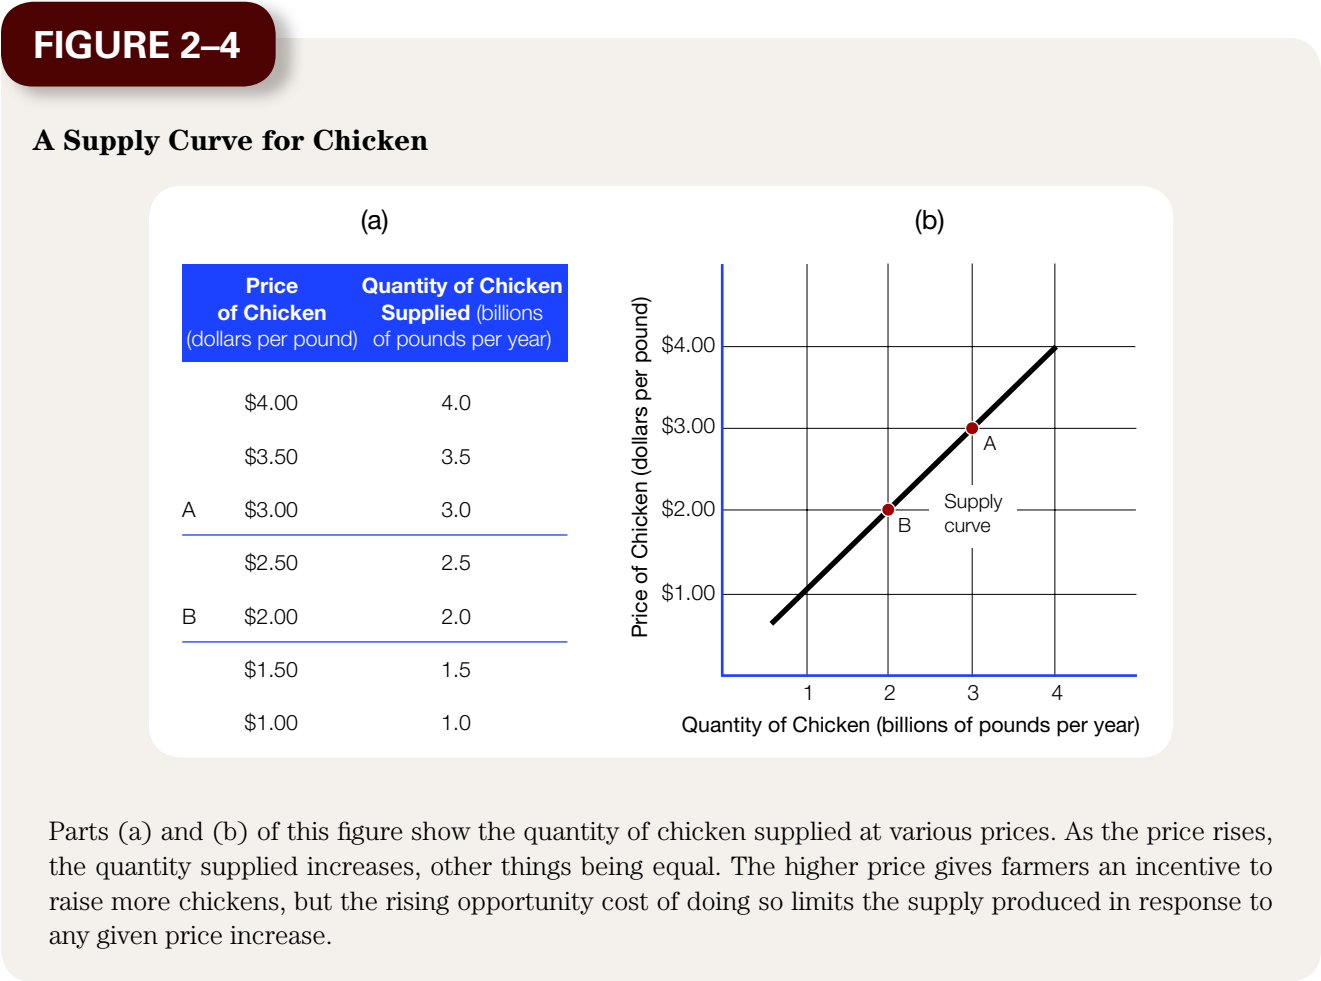 FIGURE 2–4
A Supply Curve for Chicken
(a)
Price
of Chicken
(dollars per pound)
Quantity of Chicken
Supplied (billions
of pounds per year)
$4.00 4.0
$3.50 3.5
A $3.00 3.0
$2.50 2.5
B $2.00 2.0
$1.50 1.5
$1.00 1.0
(b)
Price of Chicken (dollars per pound)
$4.00
$3.00
$2.00
$1.00
A
B
Supply
curve
1 2 3 4
Quantity of Chicken (billions of pounds per year)
Parts (a) and (b) of this figure show the quantity of chicken supplied at various prices. As the price rises,
the quantity supplied increases, other things being equal. The higher price gives farmers an incentive to
raise more chickens, but the rising opportunity cost of doing so limits the supply produced in response to
any given price increase.